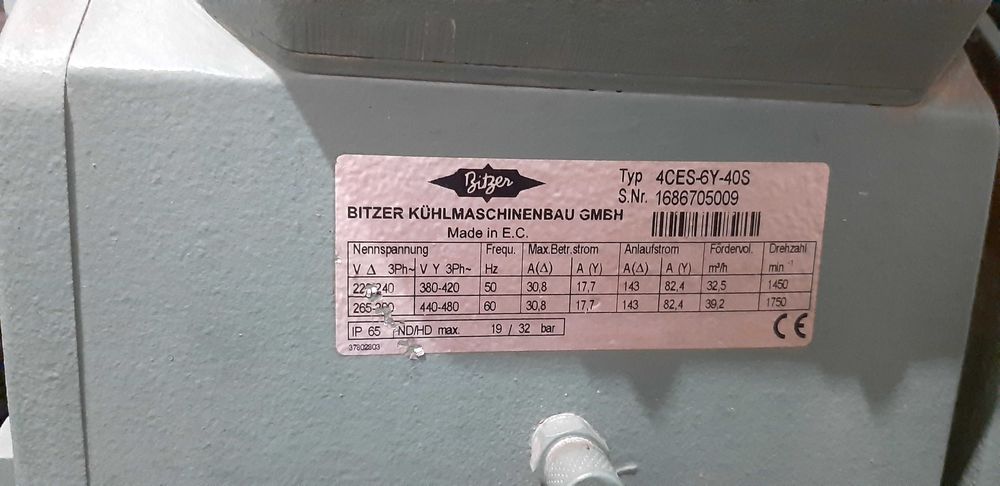 Bitzer
BITZER KÜHLMASCHINENBAU GMBH
Made in E.C.
Typ 4CES-6Y-40S
S.Nr. 1686705009
Nennspannung Frequ. Max.Betr.strom Anlaufstrom Fördervol. Drehzahl
V Δ 3Ph~ V Y 3Ph~ Hz A(Δ) A (Y) A(Δ) A (Y) m³/h min -1
380-420 50 30,8 17,7 143 82,4 32,5 1450
440-480 60 30,8 17,7 143 82,4 39,2 1750
IP 65 ND/HD max. 19 / 32 bar
CE
37802803